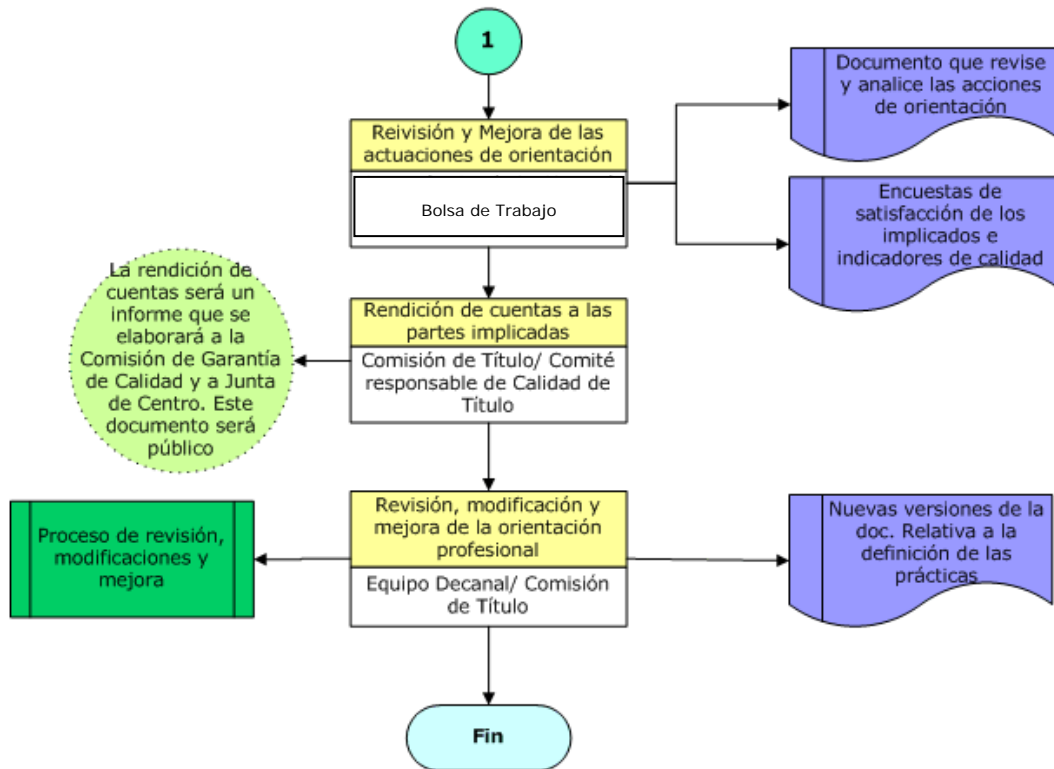 1
Documento que revise
y analice las acciones
de orientación
Reivisión y Mejora de las
actuaciones de orientación
Bolsa de Trabajo
Encuestas de
satisfacción de los
implicados e
indicadores de calidad
La rendición de
cuentas será un
informe que se
elaborará a la
Comisión de Garantía
de Calidad y a Junta
de Centro. Este
documento será
público
Rendición de cuentas a las
partes implicadas
Comisión de Título/ Comité
responsable de Calidad de
Título
Proceso de revisión,
modificaciones y
mejora
Revisión, modificación y
mejora de la orientación
profesional
Equipo Decanal/ Comisión
de Título
Nuevas versiones de la
doc. Relativa a la
definición de las
prácticas
Fin